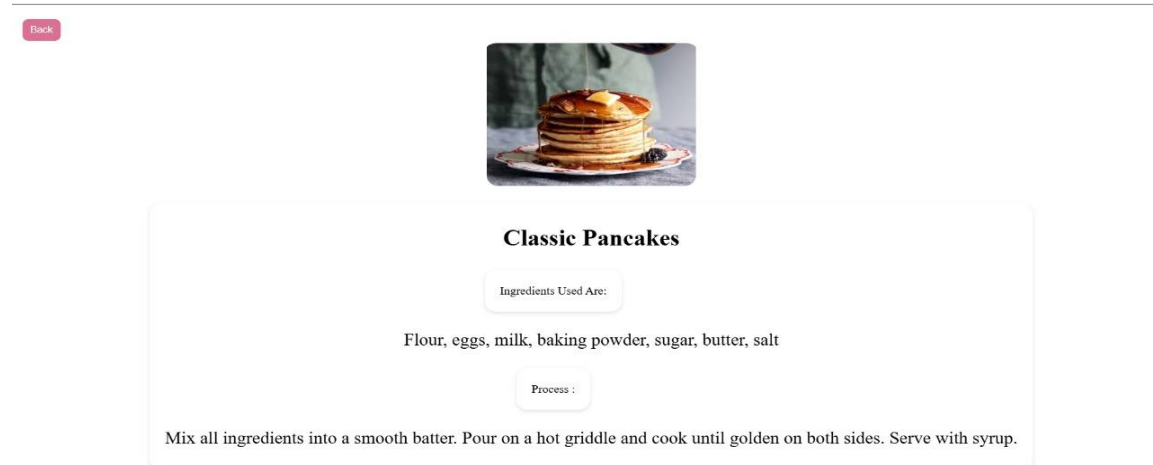 Back
Classic Pancakes
Ingredients Used Are:
Flour, eggs, milk, baking powder, sugar, butter, salt
Process :
Mix all ingredients into a smooth batter. Pour on a hot griddle and cook until golden on both sides. Serve with syrup.